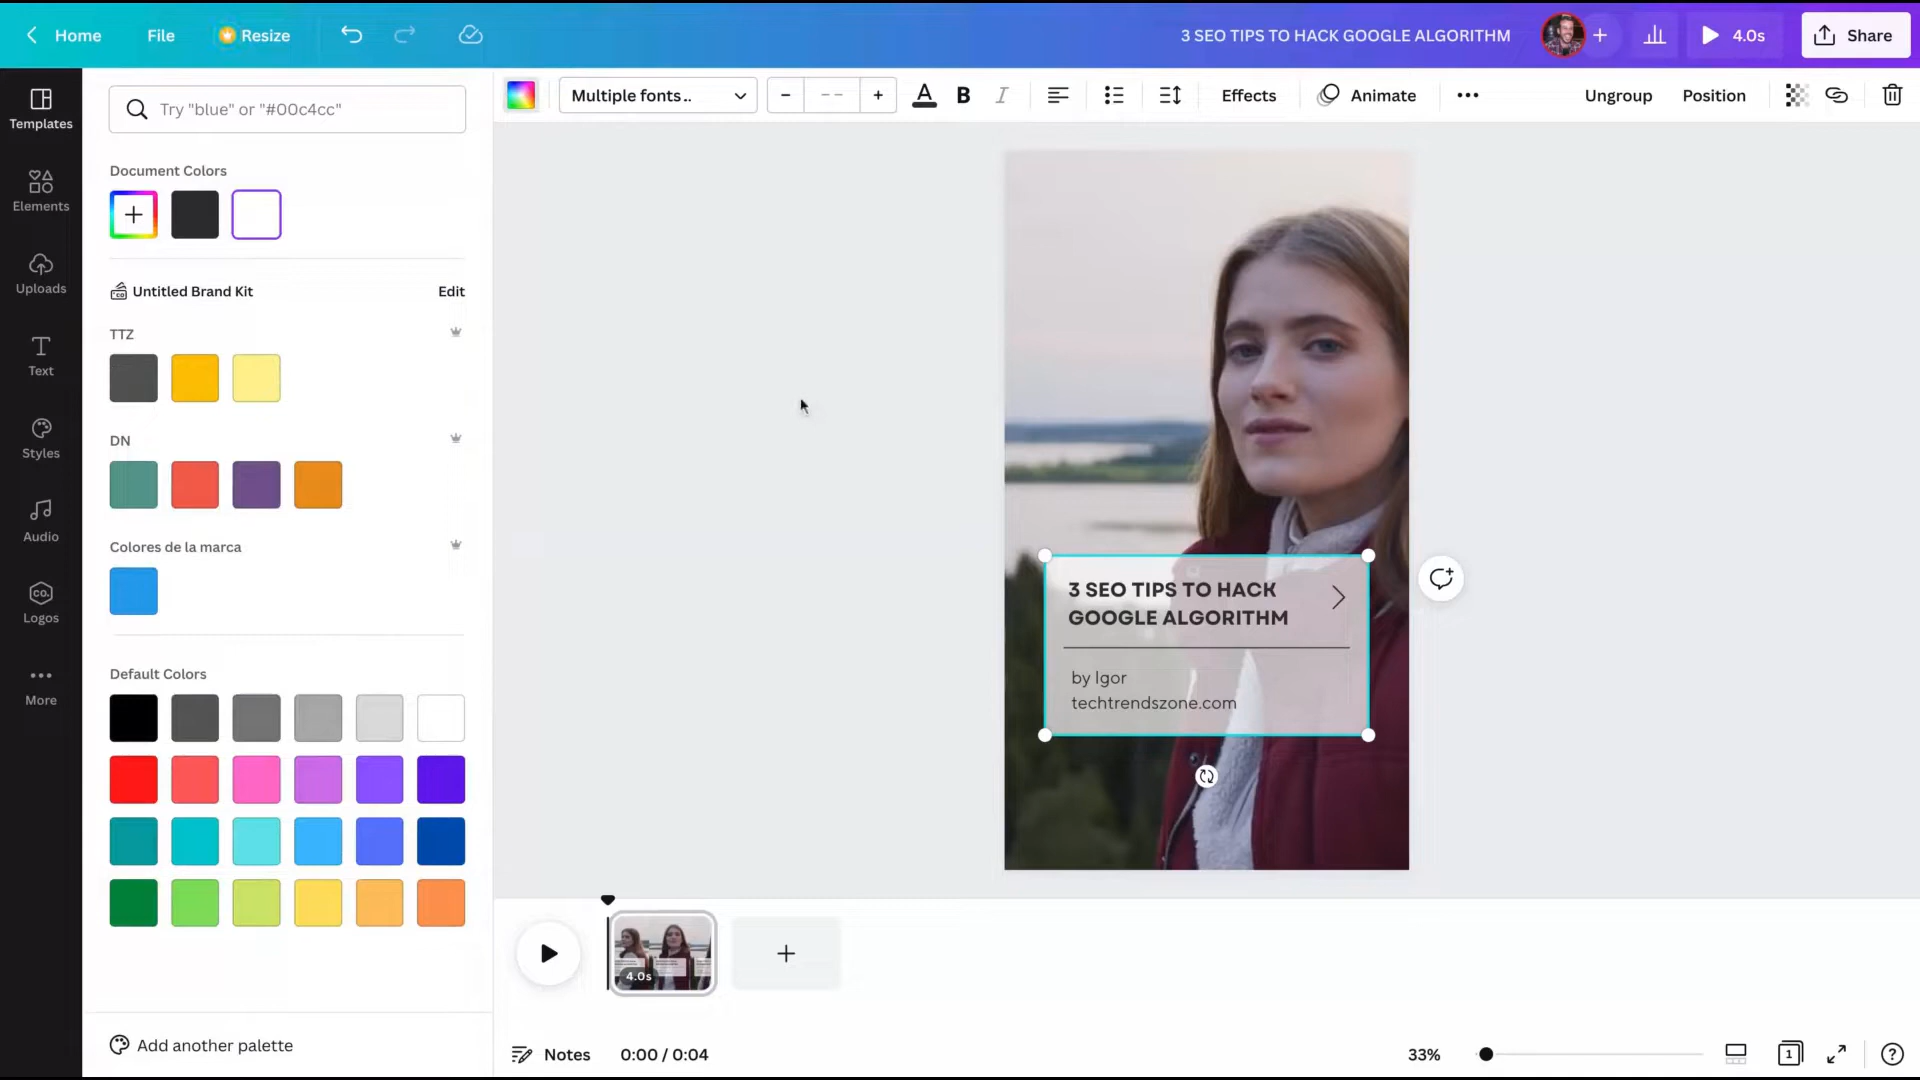 Home
File
Resize
3 SEO TIPS TO HACK GOOGLE ALGORITHM
4.0s
Share
Templates
Elements
Uploads
Text
Styles
Audio
CO.
Logos
More
Try "blue" or "#00c4cc"
Document Colors
Untitled Brand Kit
Edit
TTZ
DN
Colores de la marca
Default Colors
Add another palette
Multiple fonts..
- -- +
A B I
Effects
Animate
Ungroup
Position
3 SEO TIPS TO HACK
GOOGLE ALGORITHM
by Igor
techtrendszone.com
4.0s
Notes
0:00 / 0:04
33%
1
?